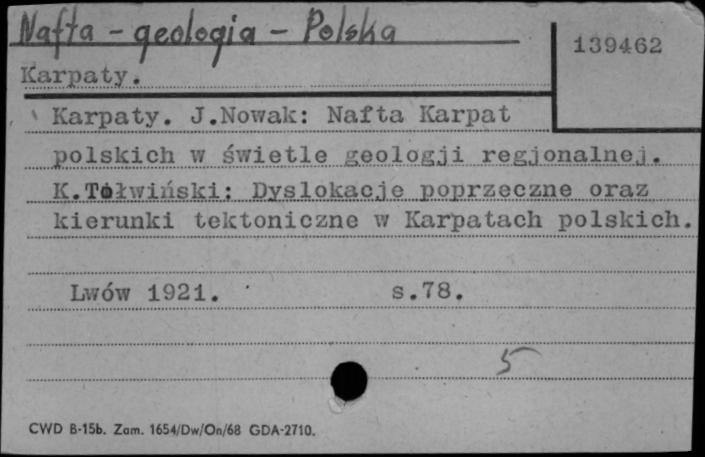 Nafta - geologia - Polska
139462
Karpaty.
Karpaty. J.Nowak: Nafta Karpat
polskich w świetle geologji regjonalnej.
K.Tołwiński: Dyslokacje poprzeczne oraz
kierunki tektoniczne w Karpatach polskich.
Lwów 1921. s.78.
5
CWD B-15b. Zam. 1654/Dw/On/68 GDA-2710.